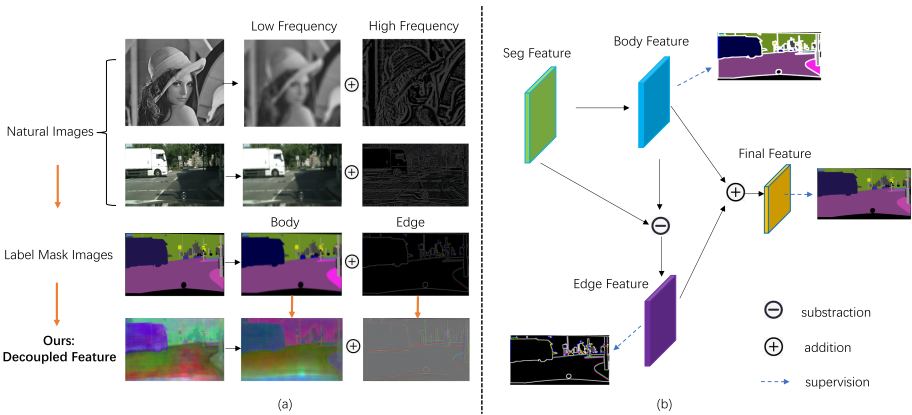 Low Frequency
High Frequency
Natural Images
Body
Edge
Label Mask Images
Ours:
Decoupled Feature
(a)
Seg Feature
Body Feature
Final Feature
Edge Feature
substraction
addition
supervision
(b)